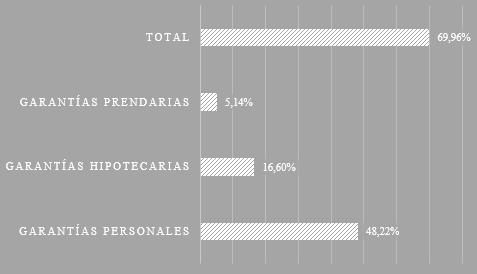 TOTAL 69,96%
GARANTÍAS PRENDARIAS 5,14%
GARANTÍAS HIPOTECARIAS 16,60%
GARANTÍAS PERSONALES 48,22%